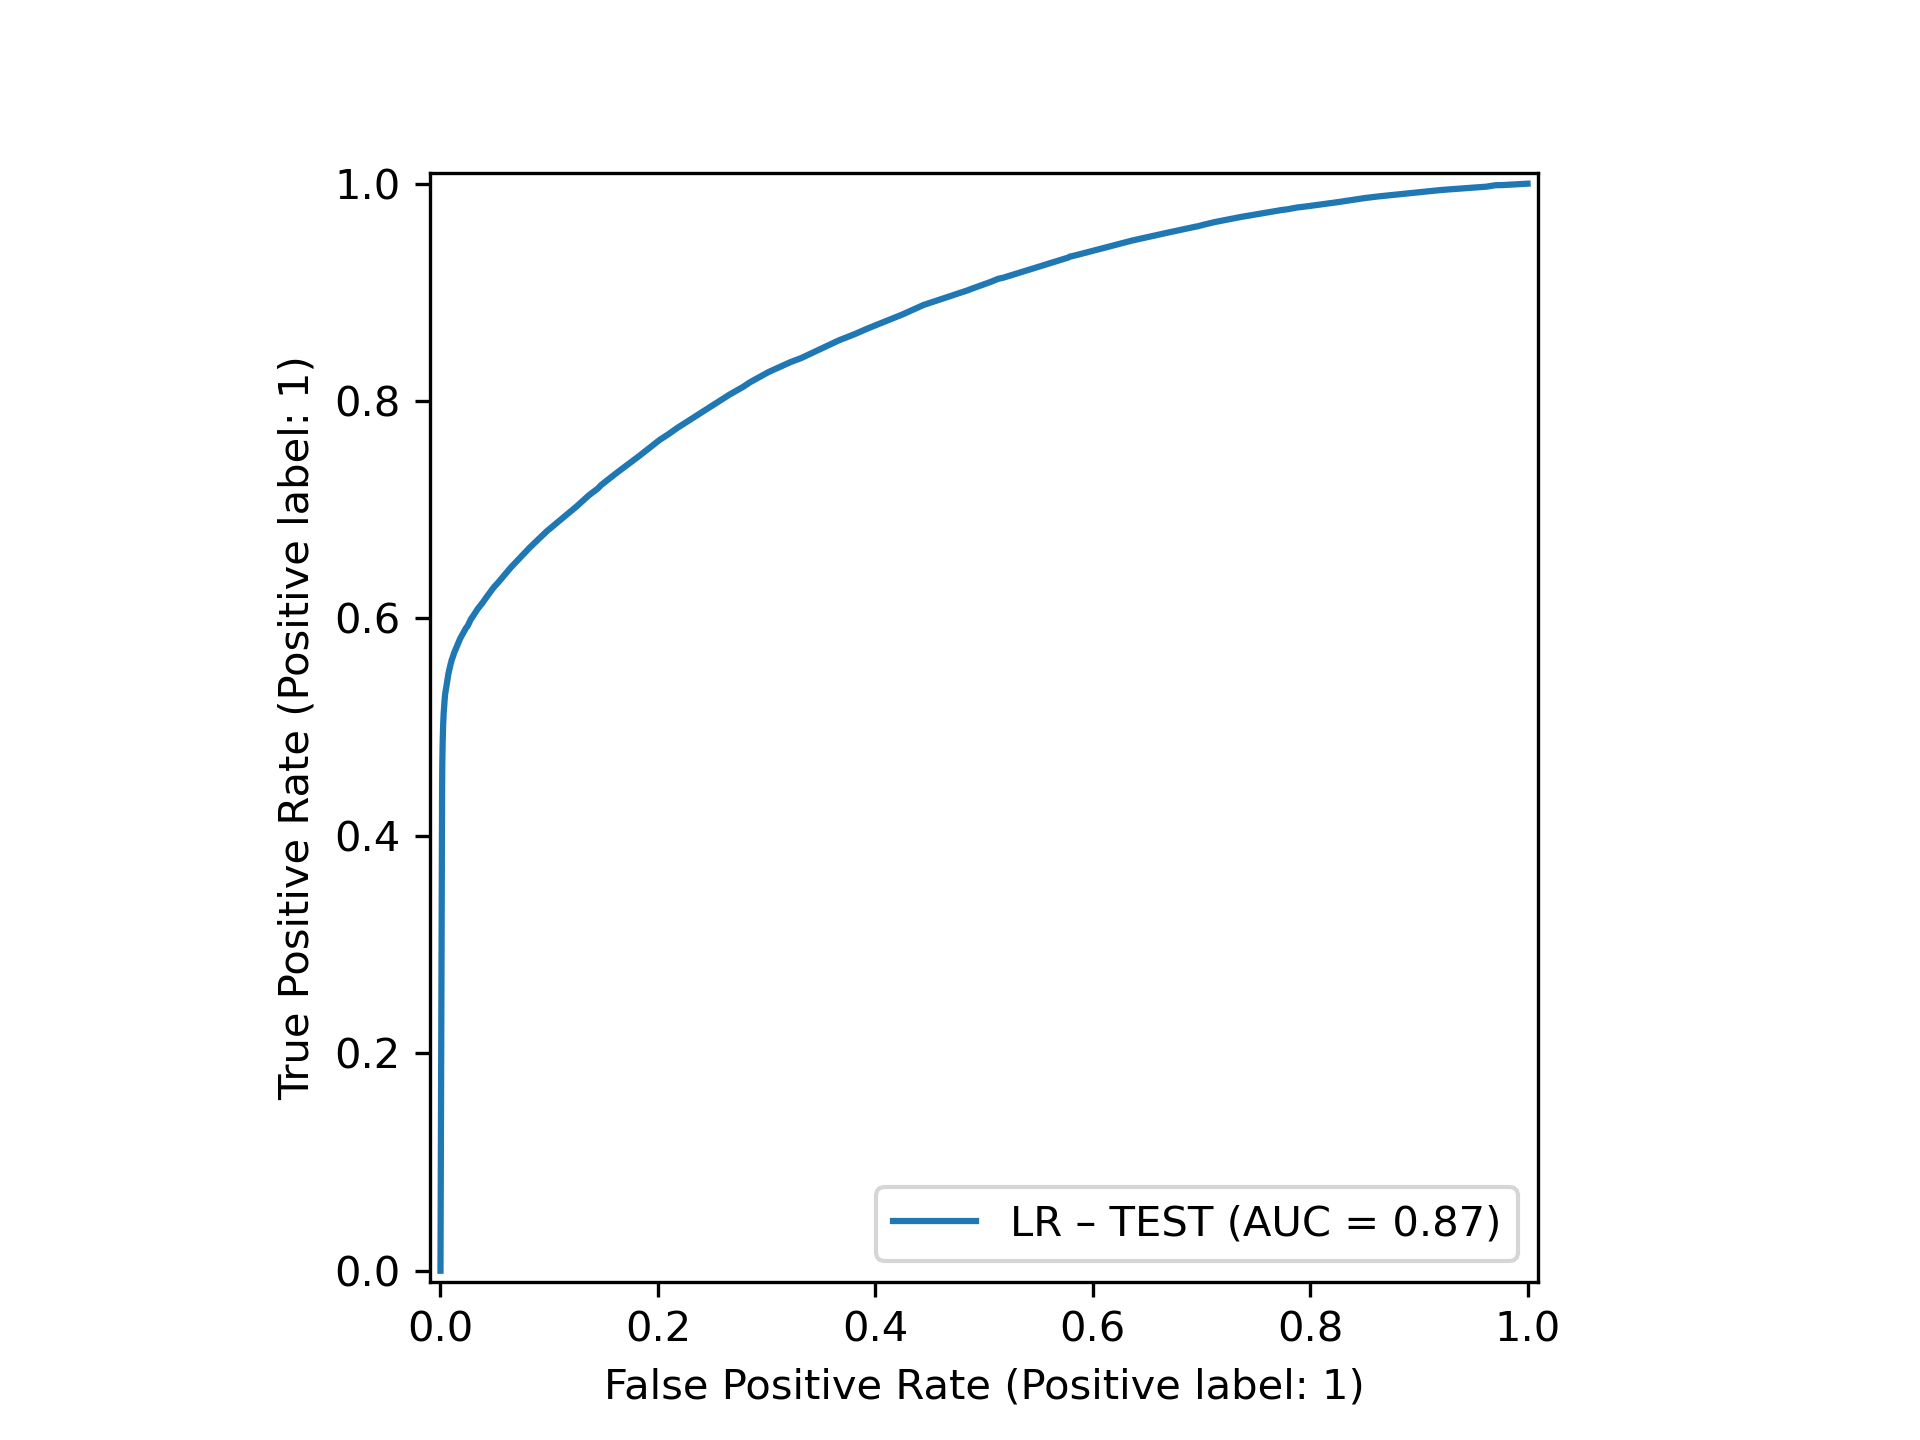 1.0
0.8
0.6
0.4
0.2
0.0
True Positive Rate (Positive label: 1)
LR – TEST (AUC = 0.87)
0.0 0.2 0.4 0.6 0.8 1.0
False Positive Rate (Positive label: 1)